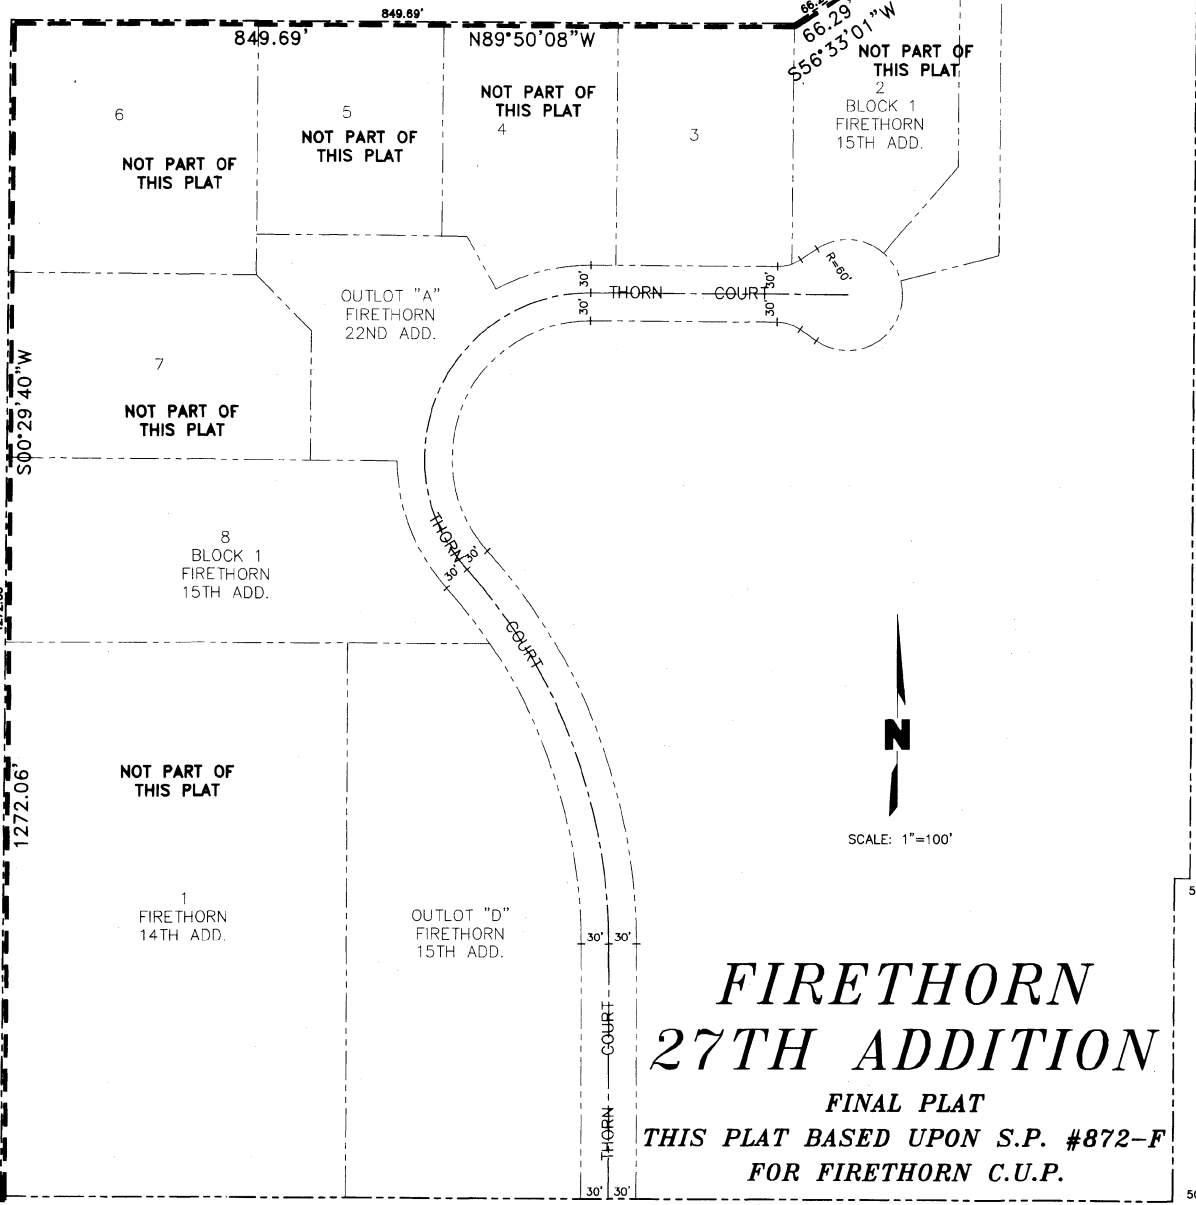 849.69'
849.69'
N89°50'08"W
66.29'
S56°33'01"W
NOT PART OF
THIS PLAT
2
BLOCK 1
FIRETHORN
15TH ADD.
6
NOT PART OF
THIS PLAT
5
NOT PART OF
THIS PLAT
NOT PART OF
THIS PLAT
4
3
R=60'
30'
30'
THORN COURT
30'
30'
OUTLOT "A"
FIRETHORN
22ND ADD.
7
NOT PART OF
THIS PLAT
S00°29'40"W
8
BLOCK 1
FIRETHORN
15TH ADD.
THORN
30'
30'
COURT
NOT PART OF
THIS PLAT
1272.06'
N
SCALE: 1"=100'
1
FIRETHORN
14TH ADD.
OUTLOT "D"
FIRETHORN
15TH ADD.
30' 30'
THORN COURT
30' 30'
FIRETHORN
27TH ADDITION
FINAL PLAT
THIS PLAT BASED UPON S.P. #872-F
FOR FIRETHORN C.U.P.